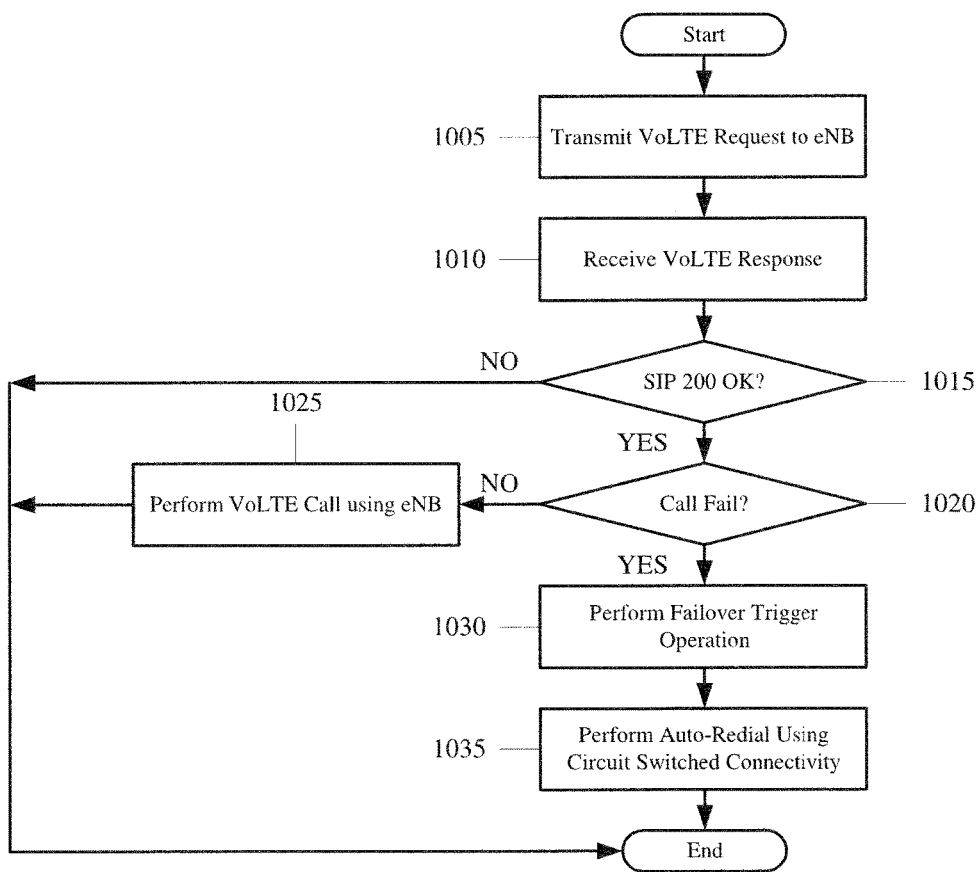 Start
1005
Transmit VoLTE Request to eNB
1010
Receive VoLTE Response
NO
SIP 200 OK?
1015
1025
YES
Perform VoLTE Call using eNB
NO
Call Fail?
1020
YES
1030
Perform Failover Trigger
Operation
1035
Perform Auto-Redial Using
Circuit Switched Connectivity
End